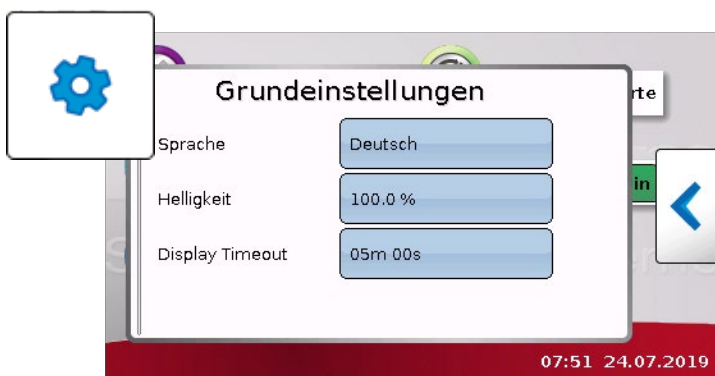 Grundeinstellungen
rte
Sprache
Deutsch
in
Helligkeit
100.0 %
Display Timeout
05m 00s
07:51 24.07.2019